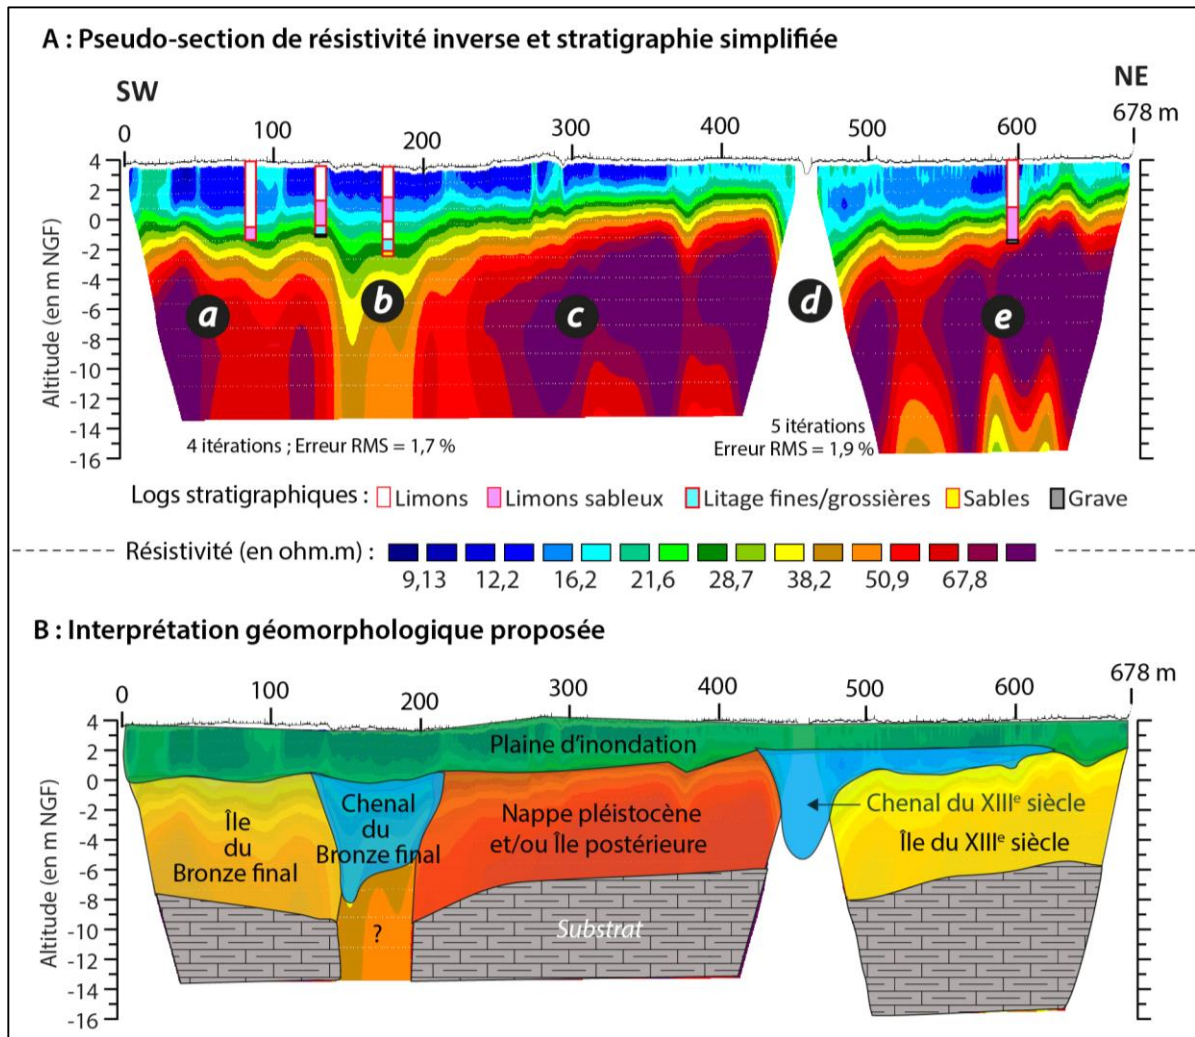 A : Pseudo-section de résistivité inverse et stratigraphie simplifiée
SW
NE
0 100 200 300 400 500 600 678 m
Altitude (en m NGF)
4
2
0
-2
-4
-6
-8
-10
-12
-14
-16
a b c d e
4 itérations ; Erreur RMS = 1,7 %
5 itérations
Erreur RMS = 1,9 %
Logs stratigraphiques : Limons Limons sableux Litage fines/grossières Sables Grave
Résistivité (en ohm.m) :
9,13 12,2 16,2 21,6 28,7 38,2 50,9 67,8
B : Interprétation géomorphologique proposée
0 100 200 300 400 500 600 678 m
Altitude (en m NGF)
4
2
0
-2
-4
-6
-8
-10
-12
-14
-16
Plaine d'inondation
Île
du
Bronze final
Chenal
du
Bronze final
?
Nappe pléistocène
et/ou Île postérieure
Substrat
Chenal du XIIIe siècle
Île du XIIIe siècle